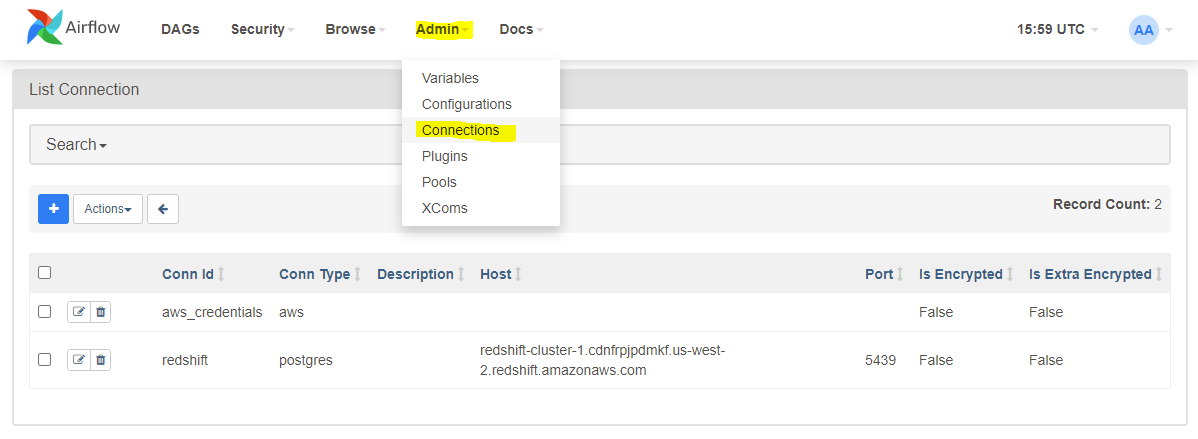 Airflow DAGs Security Browse Admin Docs 15:59 UTC AA
Variables
Configurations
Connections
Plugins
Pools
XComs
List Connection
Search
Actions Record Count: 2
Conn Id Conn Type Description Host Port Is Encrypted Is Extra Encrypted
aws_credentials aws False False
redshift postgres redshift-cluster-1.cdnfrpjpdmkf.us-west-
2.redshift.amazonaws.com 5439 False False